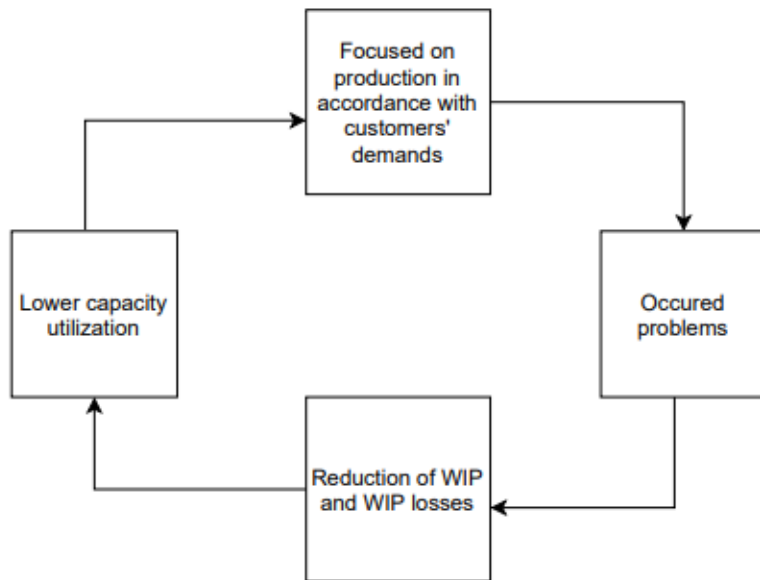 Focused on
production in
accordance with
customers'
demands
Lower capacity
utilization
Occured
problems
Reduction of WIP
and WIP losses